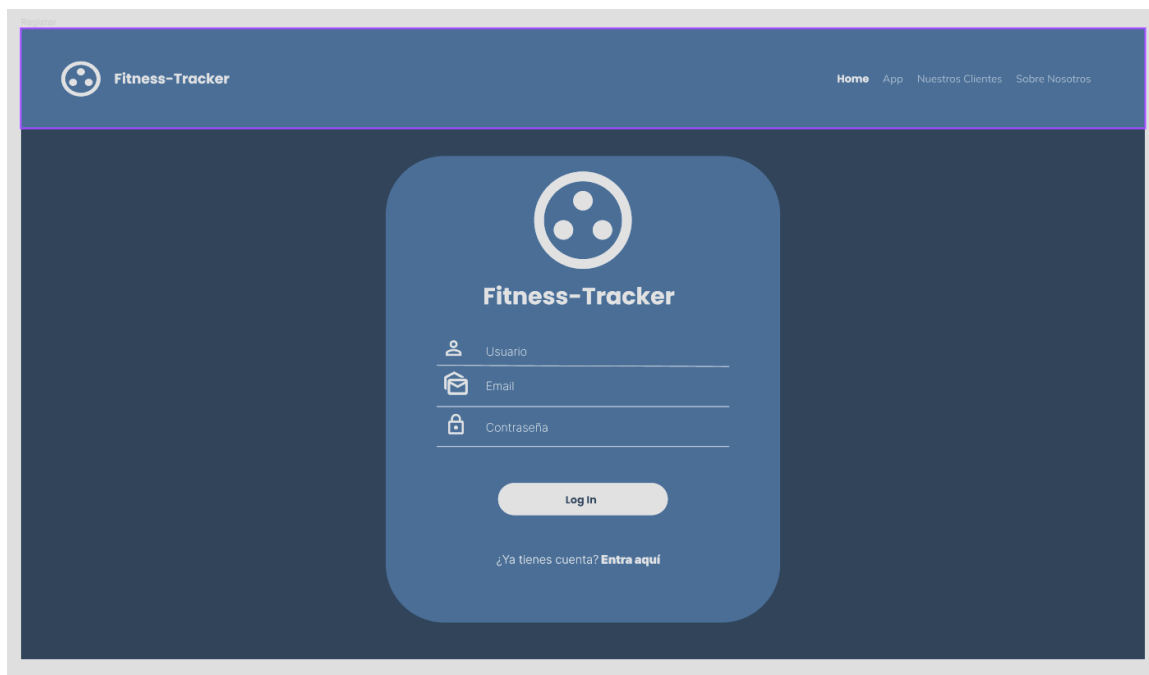 Register
Fitness-Tracker
Home App Nuestros Clientes Sobre Nosotros
Fitness-Tracker
Usuario
Email
Contraseña
Log In
¿Ya tienes cuenta? Entra aquí